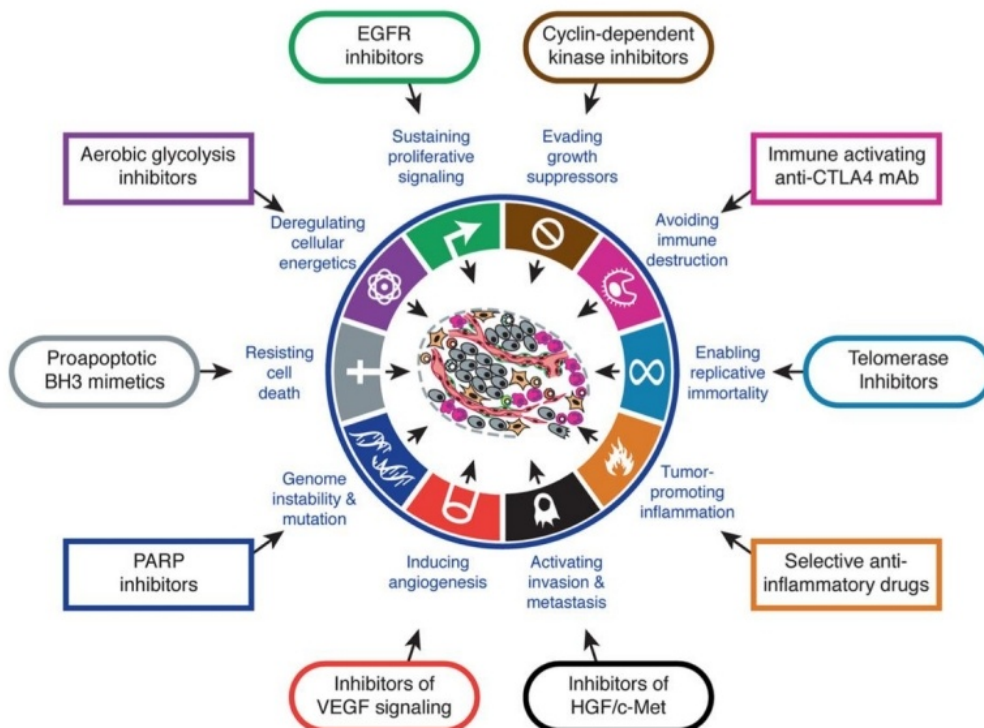 EGFR
inhibitors
Cyclin-dependent
kinase inhibitors
Sustaining
proliferative
signaling
Evading
growth
suppressors
Aerobic glycolysis
inhibitors
Immune activating
anti-CTLA4 mAb
Deregulating
cellular
energetics
Avoiding
immune
destruction
Proapoptotic
BH3 mimetics
Resisting
cell
death
Enabling
replicative
immortality
Telomerase
Inhibitors
Genome
instability &
mutation
Tumor-
promoting
inflammation
PARP
inhibitors
Inducing
angiogenesis
Activating
invasion &
metastasis
Selective anti-
inflammatory drugs
Inhibitors of
VEGF signaling
Inhibitors of
HGF/c-Met